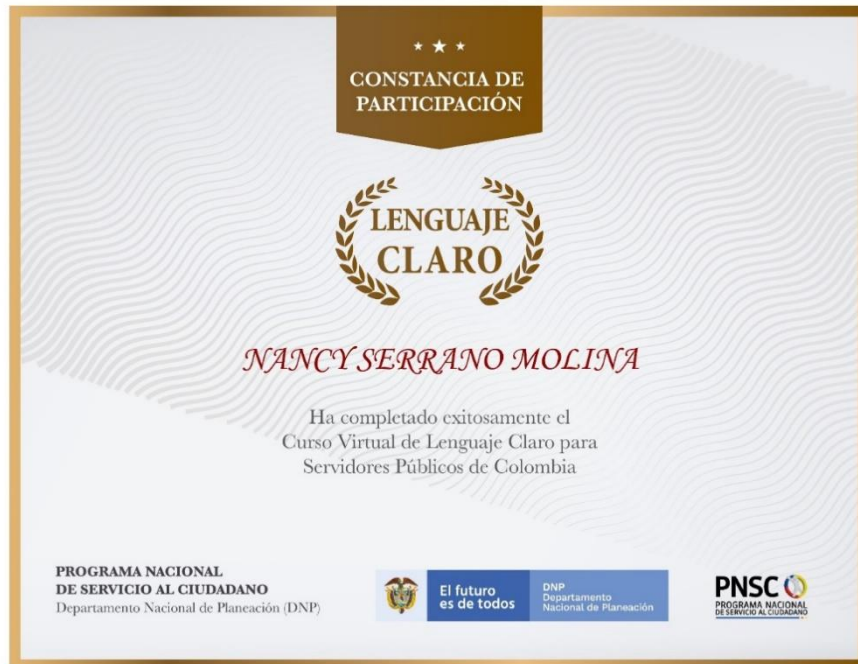 CONSTANCIA DE
PARTICIPACIÓN
LENGUAJE
CLARO
NANCY SERRANO MOLINA
Ha completado exitosamente el
Curso Virtual de Lenguaje Claro para
Servidores Públicos de Colombia
PROGRAMA NACIONAL
DE SERVICIO AL CIUDADANO
Departamento Nacional de Planeación (DNP)
El futuro
es de todos
DNP
Departamento
Nacional de Planeación
PNSC
PROGRAMA NACIONAL
DE SERVICIO AL CIUDADANO